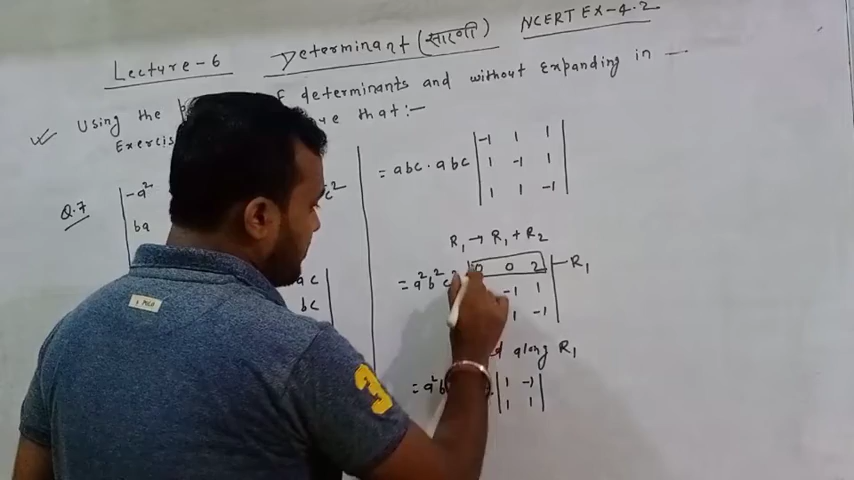 Lecture-6 Determinant (सारणी) NCERT EX-4.2
Using the determinants and without Expanding in —
that:—
Q.7
-a² c²
ba
ac
bc
= abc·abc | -1 1 1 |
| 1 -1 1 |
| 1 1 -1 |
R₁ → R₁ + R₂
= a²b²c² | 0 0 2 | — R₁
-1 1
1 -1
along R₁
= a²b | 1 -1 |
| 1 1 |
3